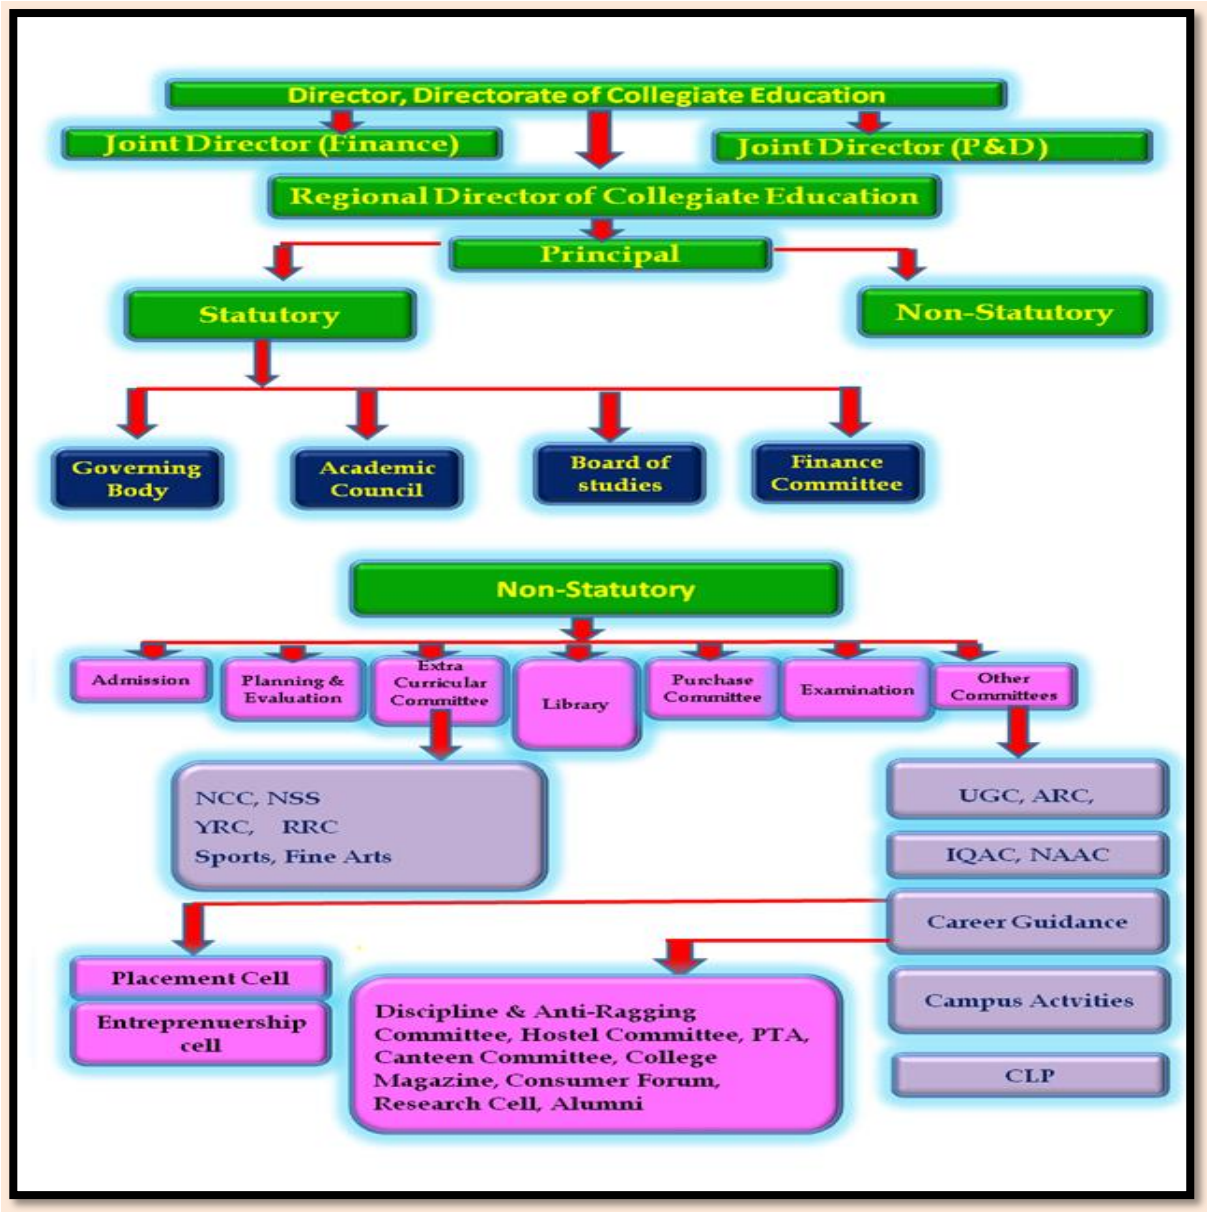 Director, Directorate of Collegiate Education
Joint Director (Finance)
Joint Director (P&D)
Regional Director of Collegiate Education
Principal
Statutory
Non-Statutory
Governing
Body
Academic
Council
Board of
studies
Finance
Committee
Non-Statutory
Admission
Planning &
Evaluation
Extra
Curricular
Committee
Library
Purchase
Committee
Examination
Other
Committees
NCC, NSS
YRC, RRC
Sports, Fine Arts
UGC, ARC,
IQAC, NAAC
Career Guidance
Campus Actvities
CLP
Placement Cell
Entreprenuership
cell
Discipline & Anti-Ragging
Committee, Hostel Committee, PTA,
Canteen Committee, College
Magazine, Consumer Forum,
Research Cell, Alumni